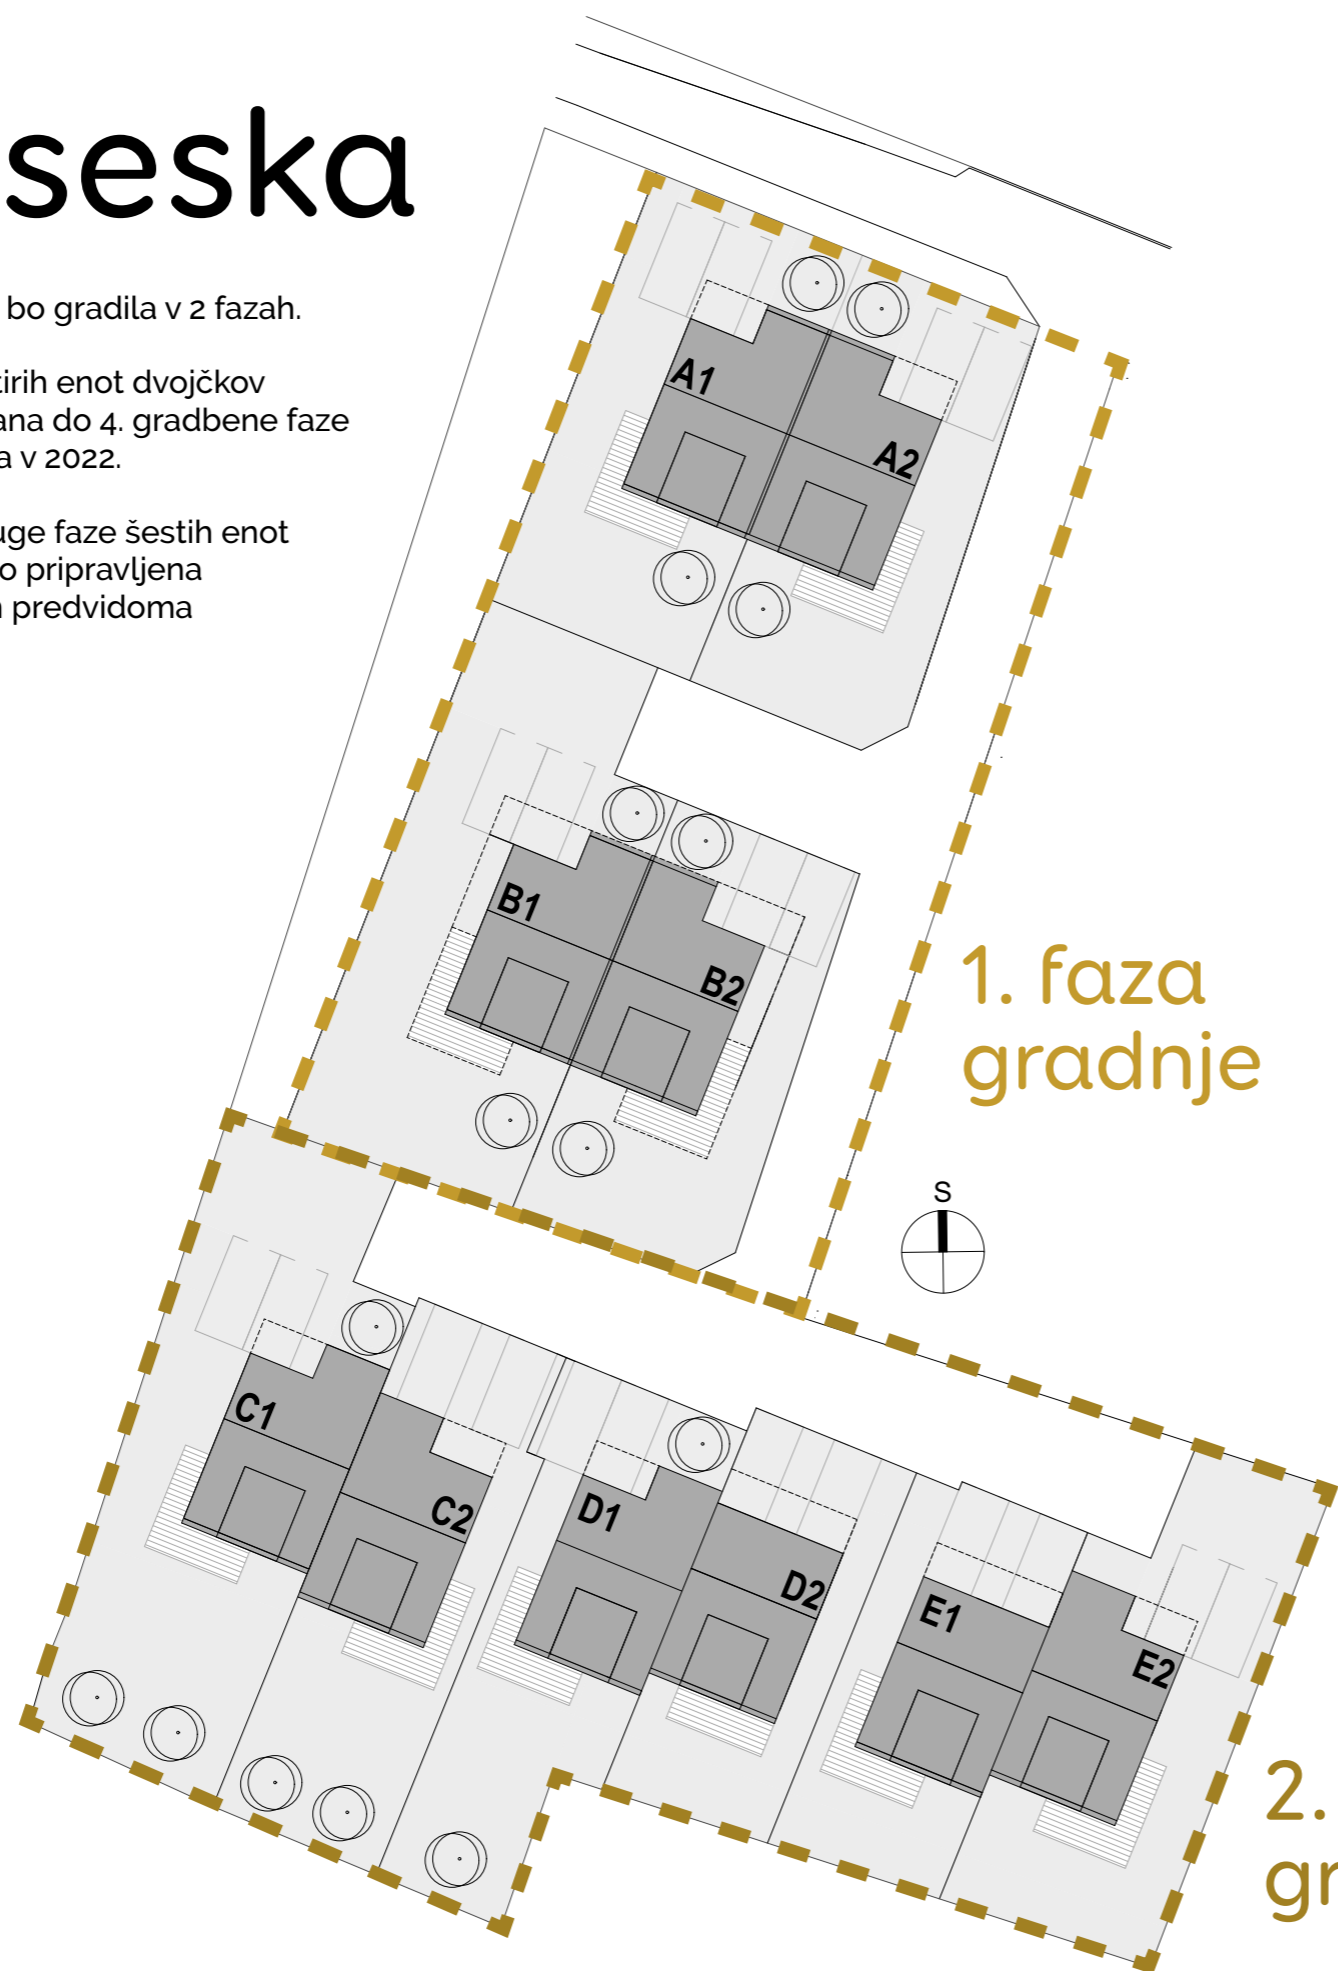 seska
bo gradila v 2 fazah.
tirih enot dvojčkov
ana do 4. gradbene faze
a v 2022.
uge faze šestih enot
o pripravljena
predvidoma
A1
A2
B1
B2
1. faza
gradnje
S
C1
C2
D1
D2
E1
E2
2.
gr